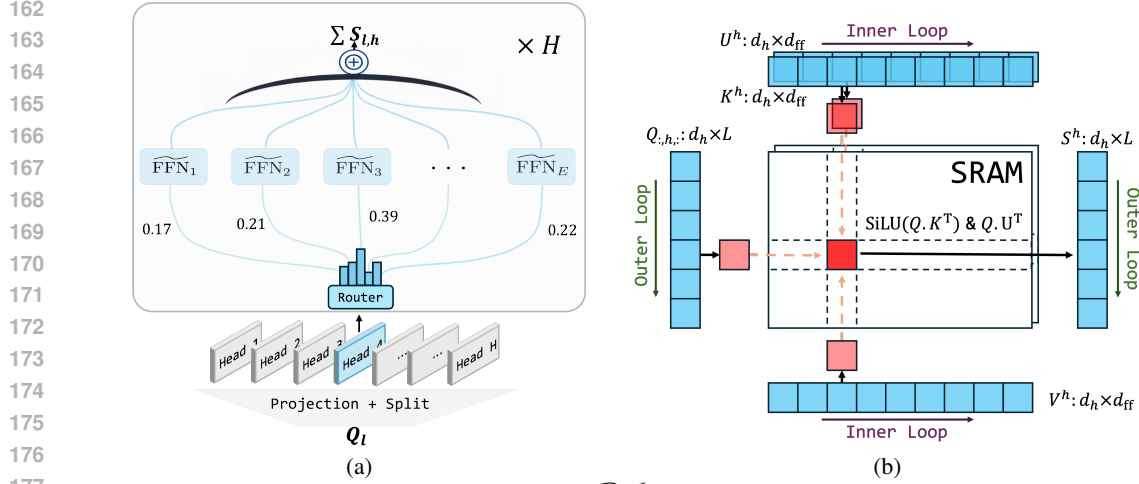 162
163
164
165
166
167
168
169
170
171
172
173
174
175
176
177
∑ S_{l,h}
× H
FFN_1
FFN_2
FFN_3
. . .
FFN_E
0.17
0.21
0.39
0.22
Router
Head 1
Head 2
Head 3
Head 4
...
...
Head H
Projection + Split
Q_l
(a)
Inner Loop
U^h: d_h×d_ff
K^h: d_h×d_ff
Q_{:,h,:}: d_h×L
S^h: d_h×L
SRAM
Outer Loop
SiLU(Q.K^T) & Q.U^T
Outer Loop
V^h: d_h×d_ff
Inner Loop
(b)